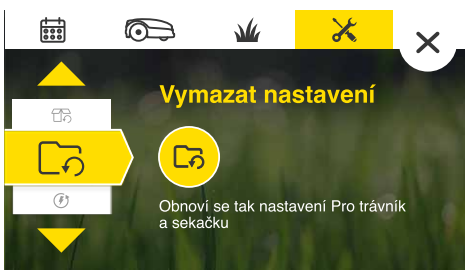 Vymazat nastavení
Obnoví se tak nastavení Pro trávník
a sekačku